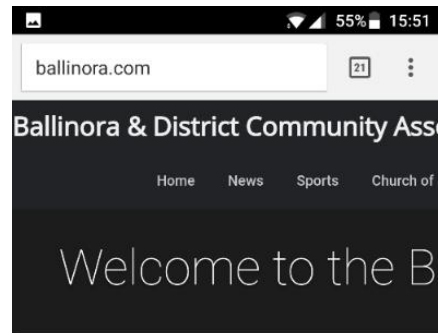 55% 15:51
ballinora.com 21
Ballinora & District Community Ass
Home News Sports Church of
Welcome to the B